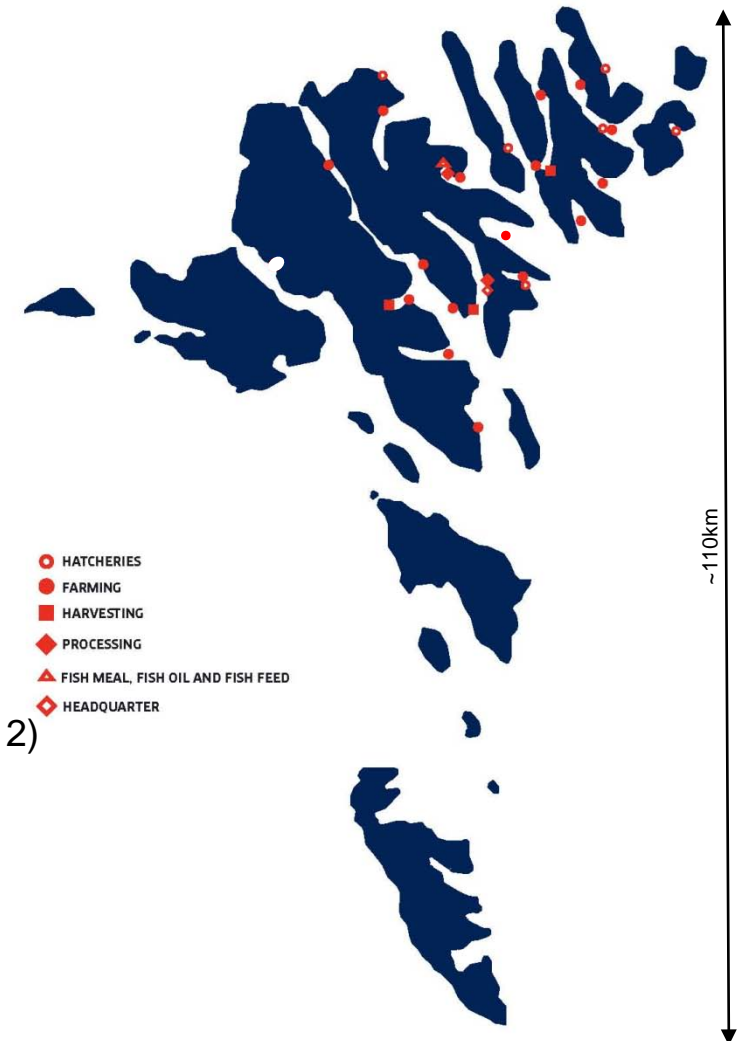 HATCHERIES
FARMING
HARVESTING
PROCESSING
FISH MEAL, FISH OIL AND FISH FEED
HEADQUARTER
2)
~110km